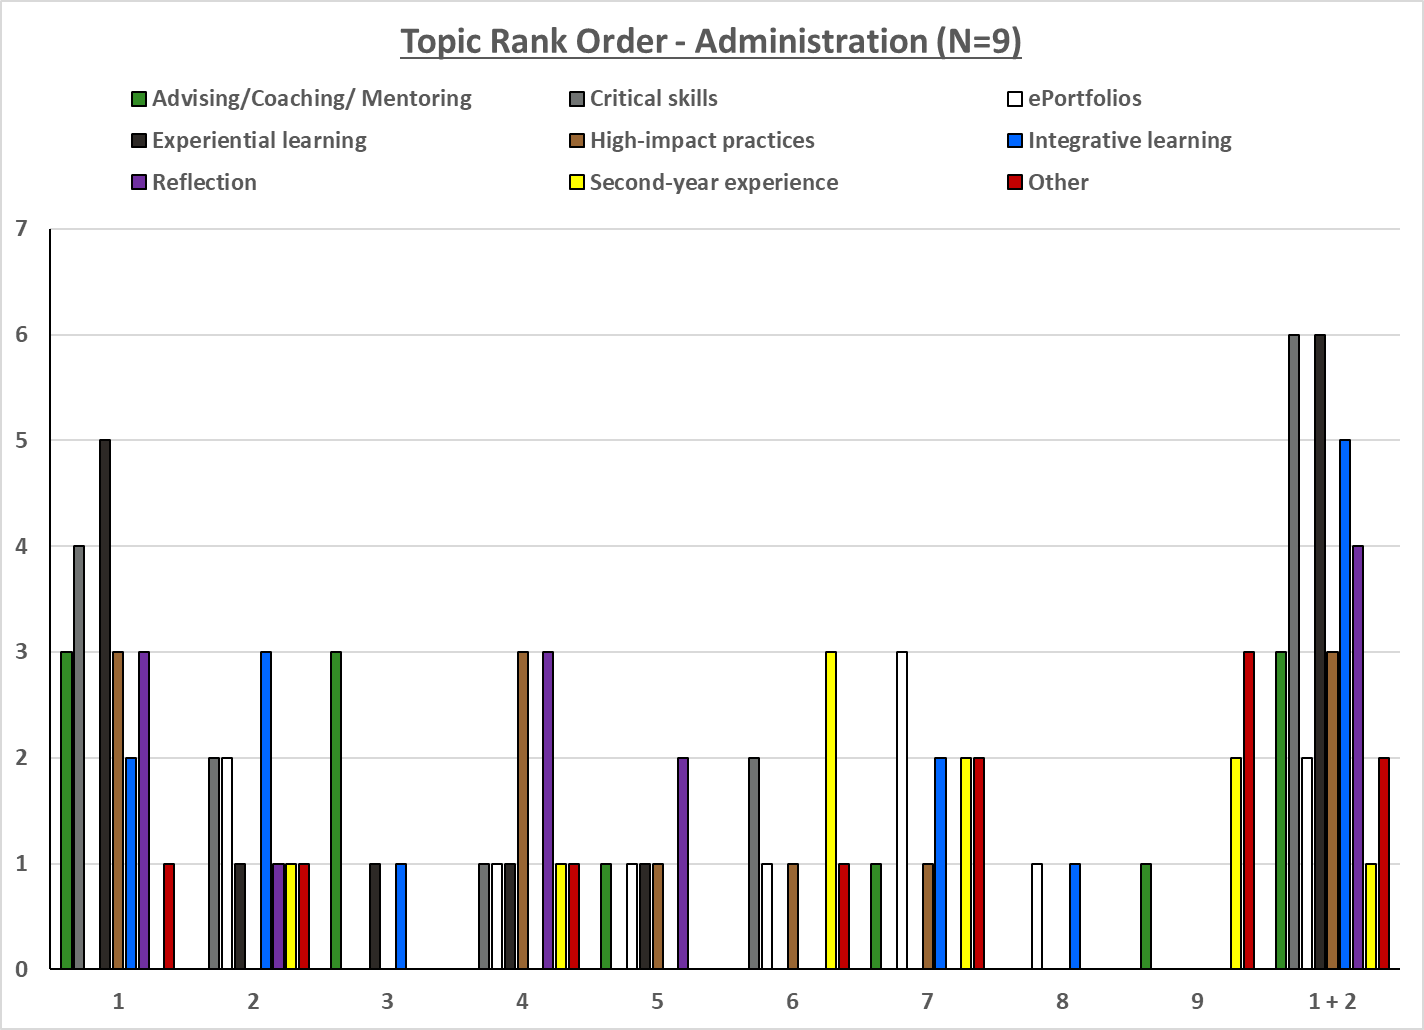 Topic Rank Order - Administration (N=9)
Advising/Coaching/ Mentoring Critical skills ePortfolios
Experiential learning High-impact practices Integrative learning
Reflection Second-year experience Other
7
6
5
4
3
2
1
0
1 2 3 4 5 6 7 8 9 1 + 2